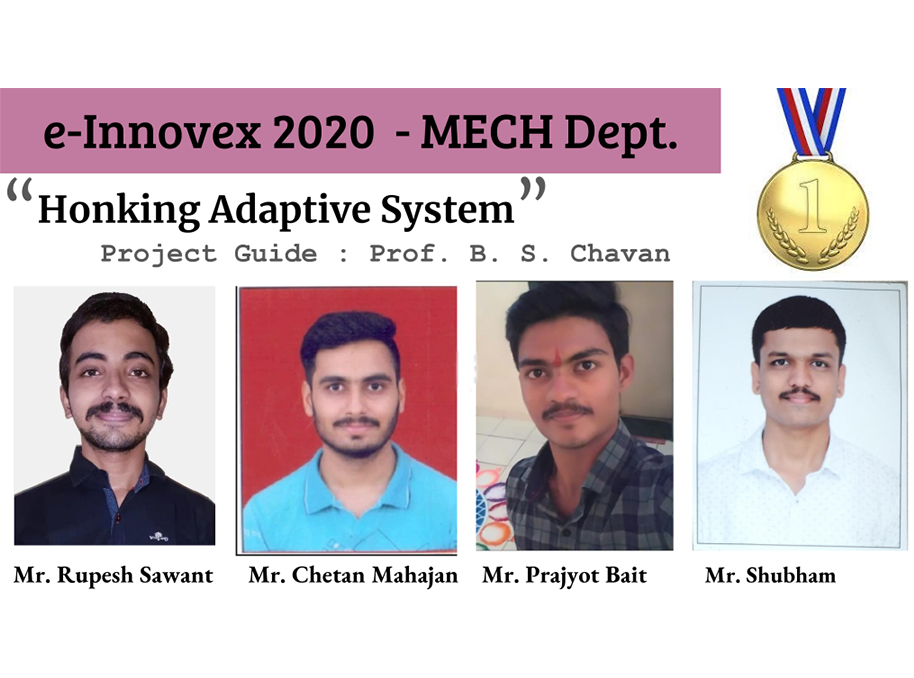 e-Innovex 2020 - MECH Dept.
“Honking Adaptive System”
Project Guide : Prof. B. S. Chavan
1
Mr. Rupesh Sawant
Mr. Chetan Mahajan
Mr. Prajyot Bait
Mr. Shubham